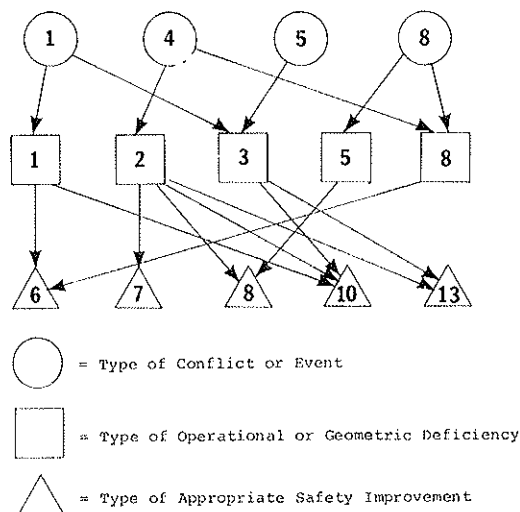 1 4 5 8
1 2 3 5 8
6 7 8 10 13
= Type of Conflict or Event
= Type of Operational or Geometric Deficiency
= Type of Appropriate Safety Improvement